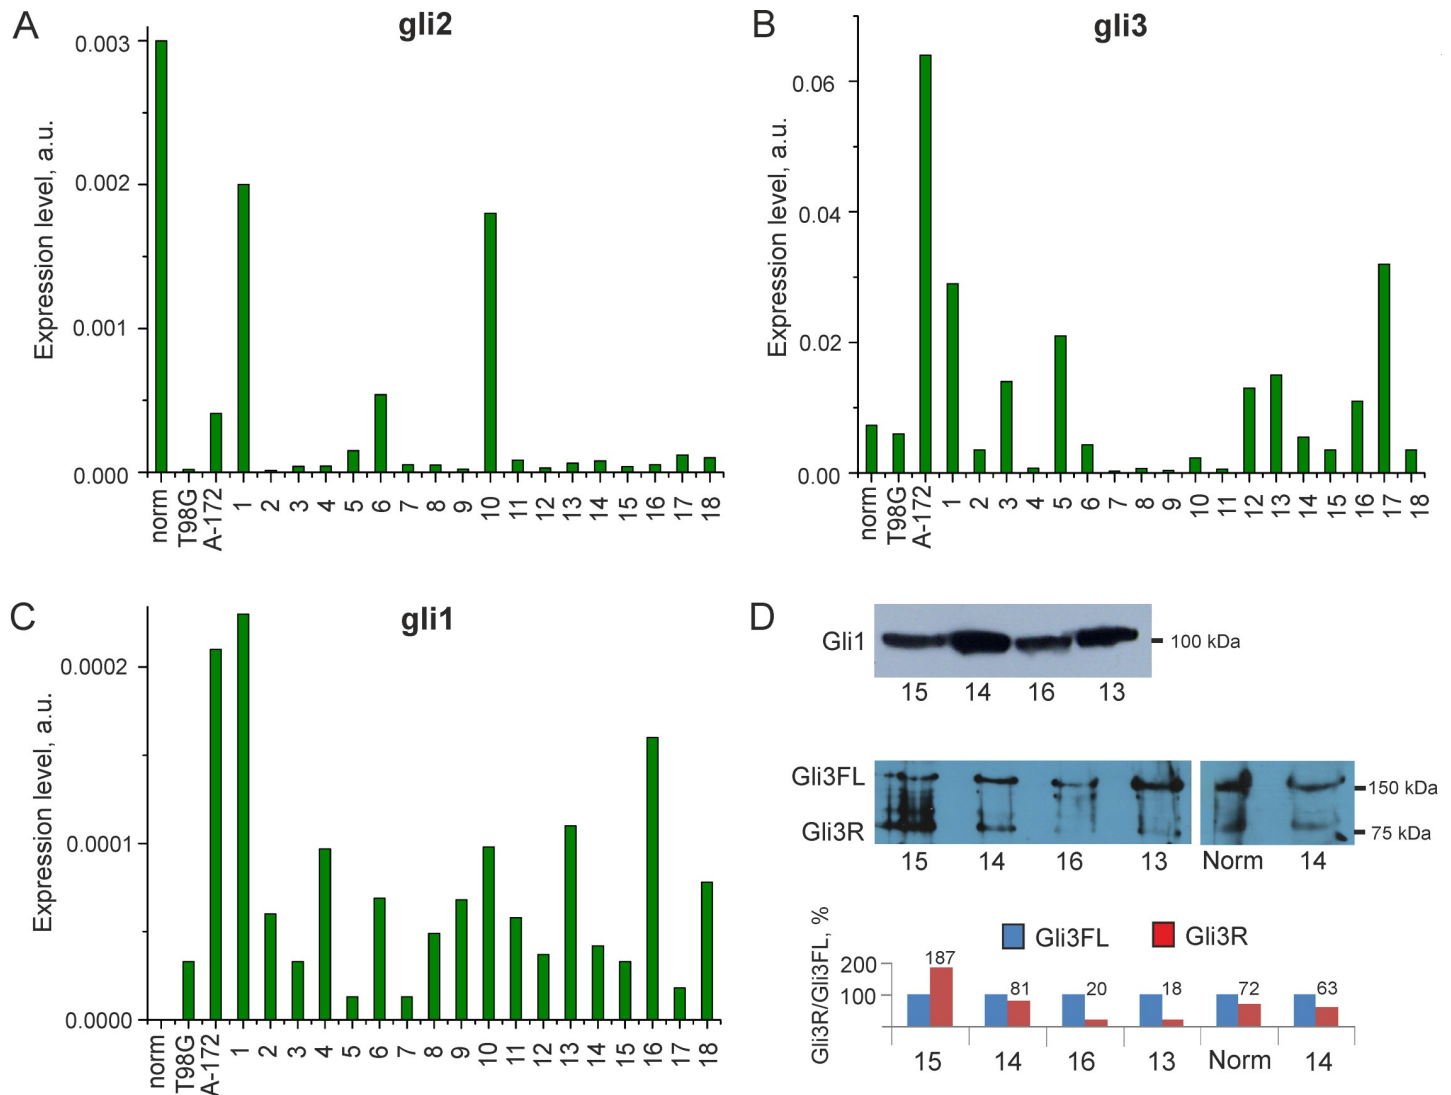 A
gli2
Expression level, a.u.
0.003
0.002
0.001
0.000
norm T98G A-172 1 2 3 4 5 6 7 8 9 10 11 12 13 14 15 16 17 18
B
gli3
Expression level, a.u.
0.06
0.04
0.02
0.00
norm T98G A-172 1 2 3 4 5 6 7 8 9 10 11 12 13 14 15 16 17 18
C
gli1
Expression level, a.u.
0.0002
0.0001
0.0000
norm T98G A-172 1 2 3 4 5 6 7 8 9 10 11 12 13 14 15 16 17 18
D
Gli1
100 kDa
15 14 16 13
Gli3FL
150 kDa
Gli3R
75 kDa
15 14 16 13 Norm 14
Gli3R/Gli3FL, %
Gli3FL Gli3R
200
100
187 81 20 18 72 63
15 14 16 13 Norm 14